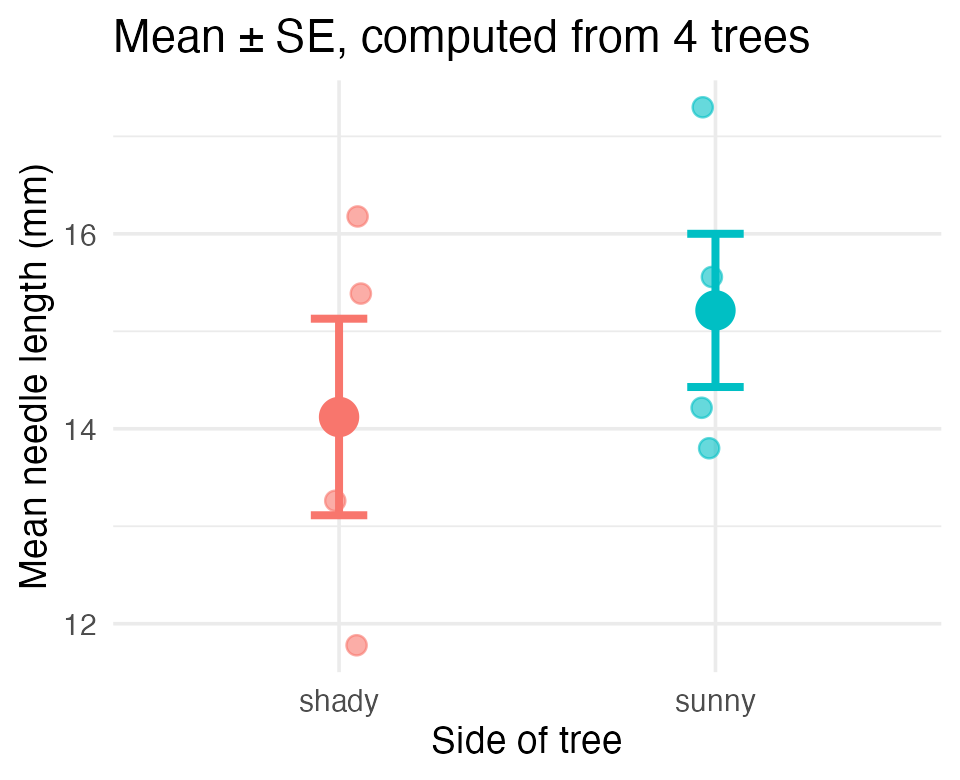 Mean ± SE, computed from 4 trees
Mean needle length (mm)
16
14
12
shady
sunny
Side of tree